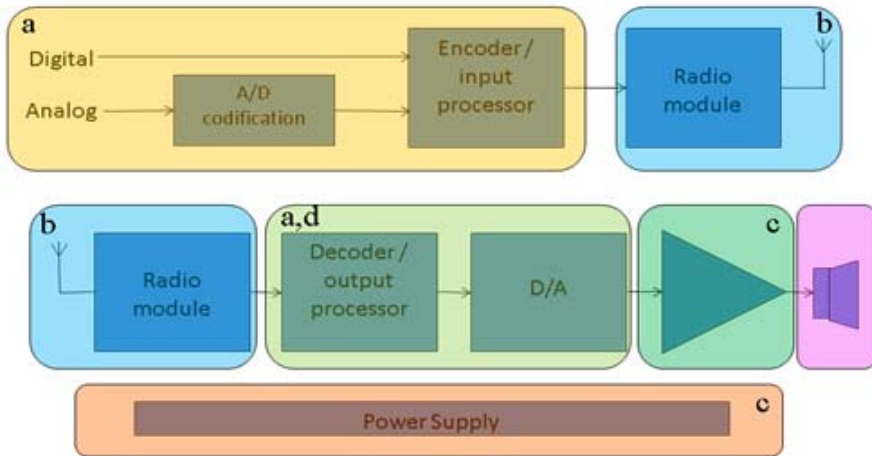 a
Digital
Analog
A/D
codification
Encoder /
input
processor
b
Radio
module
b
Radio
module
a,d
Decoder /
output
processor
D/A
c
Power Supply
c